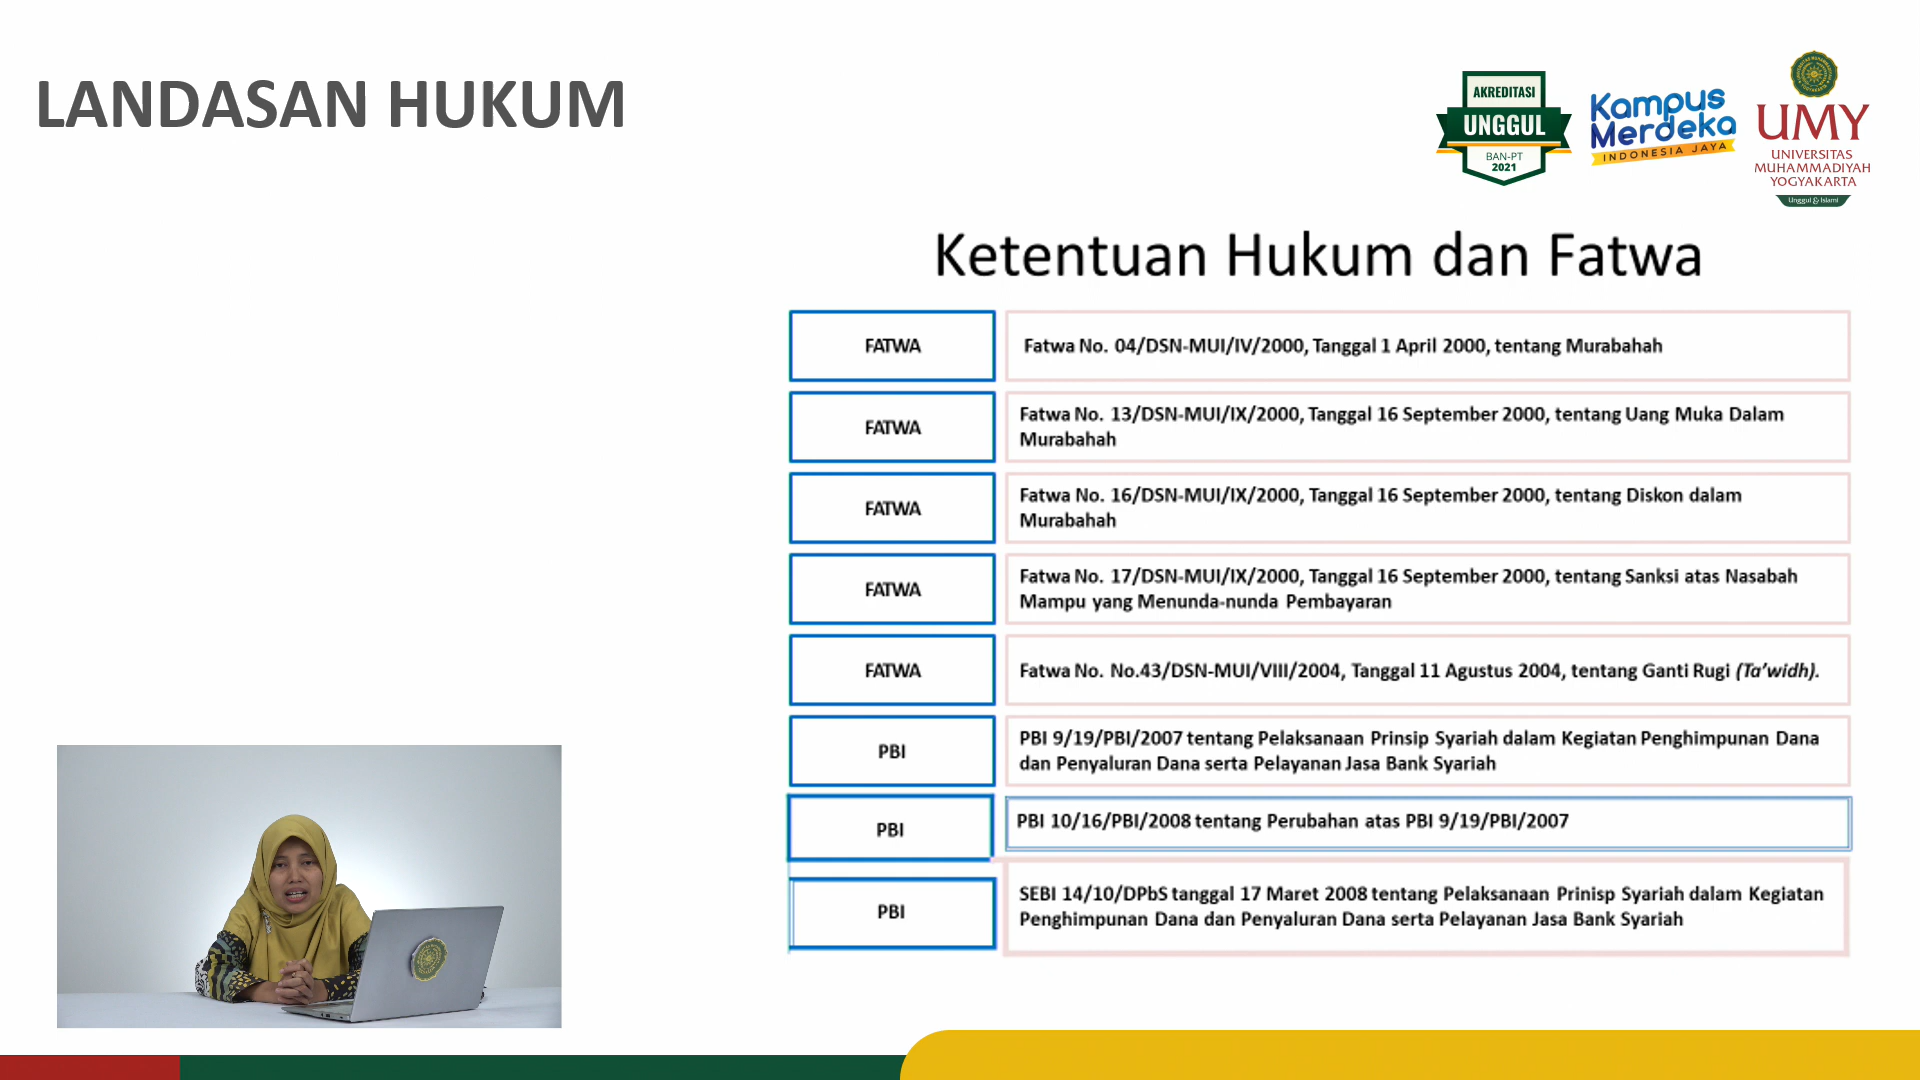 LANDASAN HUKUM
AKREDITASI
UNGGUL
BAN-PT
2021
Kampus
Merdeka
INDONESIA JAYA
UMY
UNIVERSITAS
MUHAMMADIYAH
YOGYAKARTA
Unggul & Islami
Ketentuan Hukum dan Fatwa
FATWA
Fatwa No. 04/DSN-MUI/IV/2000, Tanggal 1 April 2000, tentang Murabahah
FATWA
Fatwa No. 13/DSN-MUI/IX/2000, Tanggal 16 September 2000, tentang Uang Muka Dalam
Murabahah
FATWA
Fatwa No. 16/DSN-MUI/IX/2000, Tanggal 16 September 2000, tentang Diskon dalam
Murabahah
FATWA
Fatwa No. 17/DSN-MUI/IX/2000, Tanggal 16 September 2000, tentang Sanksi atas Nasabah
Mampu yang Menunda-nunda Pembayaran
FATWA
Fatwa No. No.43/DSN-MUI/VIII/2004, Tanggal 11 Agustus 2004, tentang Ganti Rugi (Ta'widh).
PBI
PBI 9/19/PBI/2007 tentang Pelaksanaan Prinsip Syariah dalam Kegiatan Penghimpunan Dana
dan Penyaluran Dana serta Pelayanan Jasa Bank Syariah
PBI
PBI 10/16/PBI/2008 tentang Perubahan atas PBI 9/19/PBI/2007
PBI
SEBI 14/10/DPbS tanggal 17 Maret 2008 tentang Pelaksanaan Prinisp Syariah dalam Kegiatan
Penghimpunan Dana dan Penyaluran Dana serta Pelayanan Jasa Bank Syariah